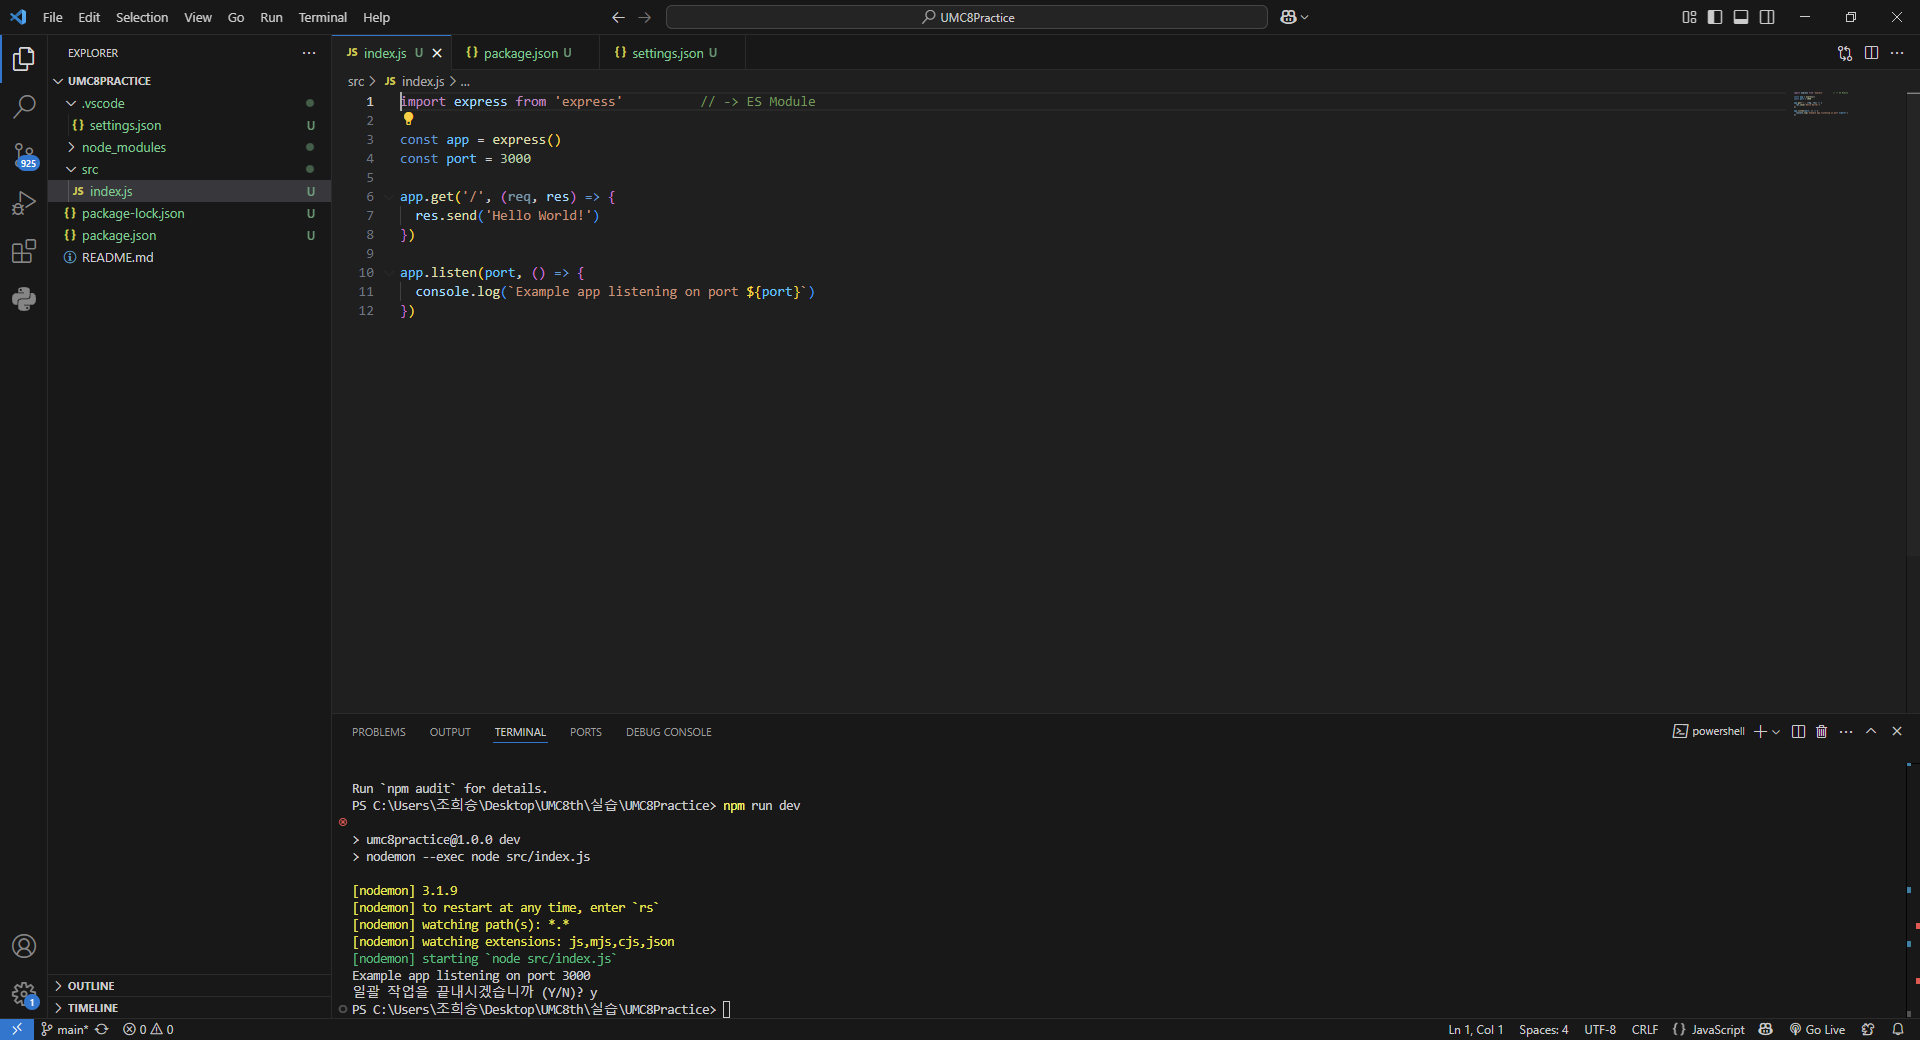 File Edit Selection View Go Run Terminal Help
UMC8Practice
EXPLORER
UMC8PRACTICE
.vscode
{} settings.json U
node_modules
src
JS index.js U
{} package-lock.json U
{} package.json U
README.md
OUTLINE
TIMELINE
925
1
JS index.js U
{} package.json U
{} settings.json U
src > JS index.js > ...
1 import express from 'express' // -> ES Module
2
3 const app = express()
4 const port = 3000
5
6 app.get('/', (req, res) => {
7 res.send('Hello World!')
8 })
9
10 app.listen(port, () => {
11 console.log(`Example app listening on port ${port}`)
12 })
PROBLEMS OUTPUT TERMINAL PORTS DEBUG CONSOLE
powershell
Run `npm audit` for details.
PS C:\Users\조희승\Desktop\UMC8th\실습\UMC8Practice> npm run dev
> umc8practice@1.0.0 dev
> nodemon --exec node src/index.js
[nodemon] 3.1.9
[nodemon] to restart at any time, enter `rs`
[nodemon] watching path(s): *.*
[nodemon] watching extensions: js,mjs,cjs,json
[nodemon] starting `node src/index.js`
Example app listening on port 3000
일괄 작업을 끝내시겠습니까 (Y/N)? y
PS C:\Users\조희승\Desktop\UMC8th\실습\UMC8Practice>
main* 0 0
Ln 1, Col 1 Spaces: 4 UTF-8 CRLF {} JavaScript Go Live